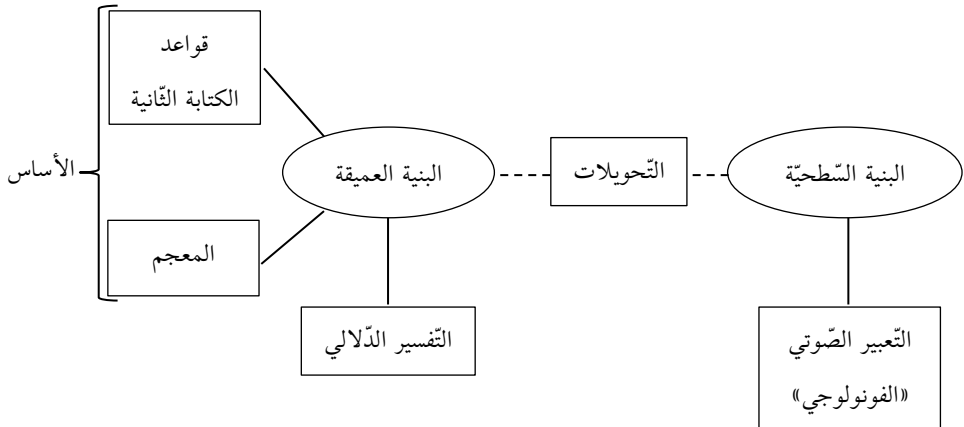 قواعد
الكتابة الثّانية
الأساس
البنية العميقة
التّحويلات
البنية السّطحيّة
المعجم
التّفسير الدّلالي
التّعبير الصّوتي
«الفونولوجي»